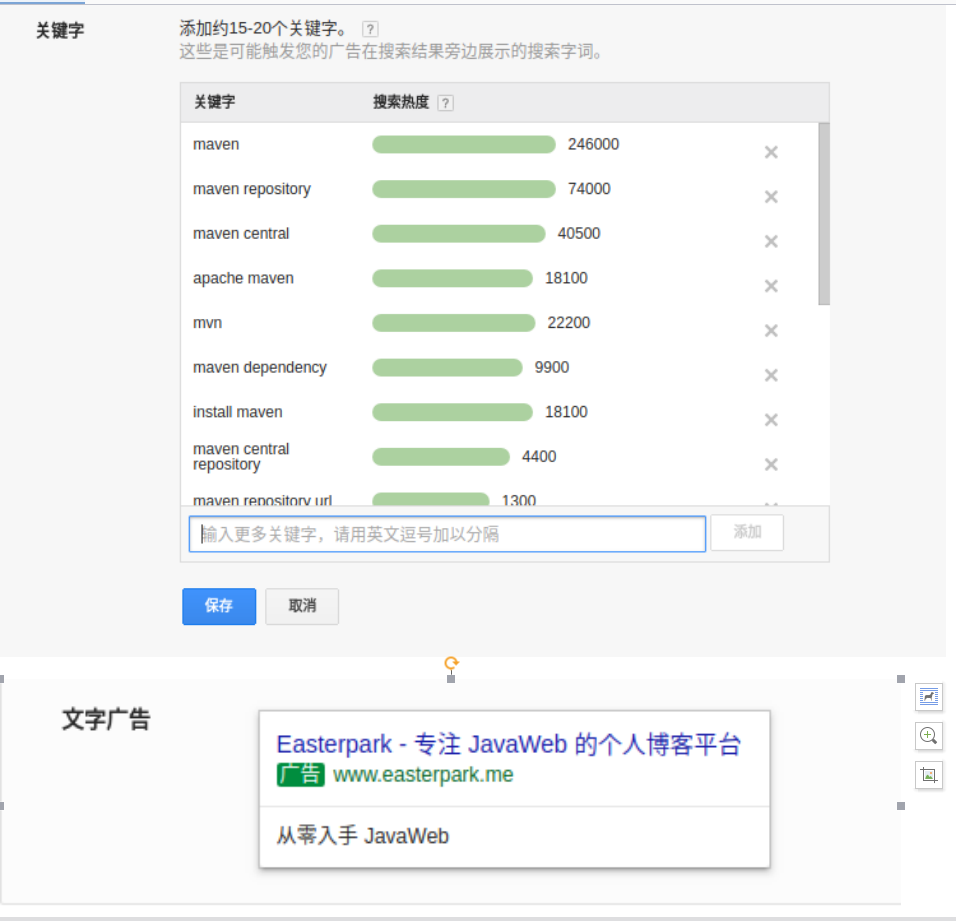 关键字
添加约15-20个关键字。 ?
这些是可能触发您的广告在搜索结果旁边展示的搜索字词。
关键字 搜索热度 ?
maven 246000
maven repository 74000
maven central 40500
apache maven 18100
mvn 22200
maven dependency 9900
install maven 18100
maven central
repository 4400
maven repository url 1300
输入更多关键字，请用英文逗号加以分隔 添加
保存 取消
文字广告
Easterpark - 专注 JavaWeb 的个人博客平台
广告 www.easterpark.me
从零入手 JavaWeb